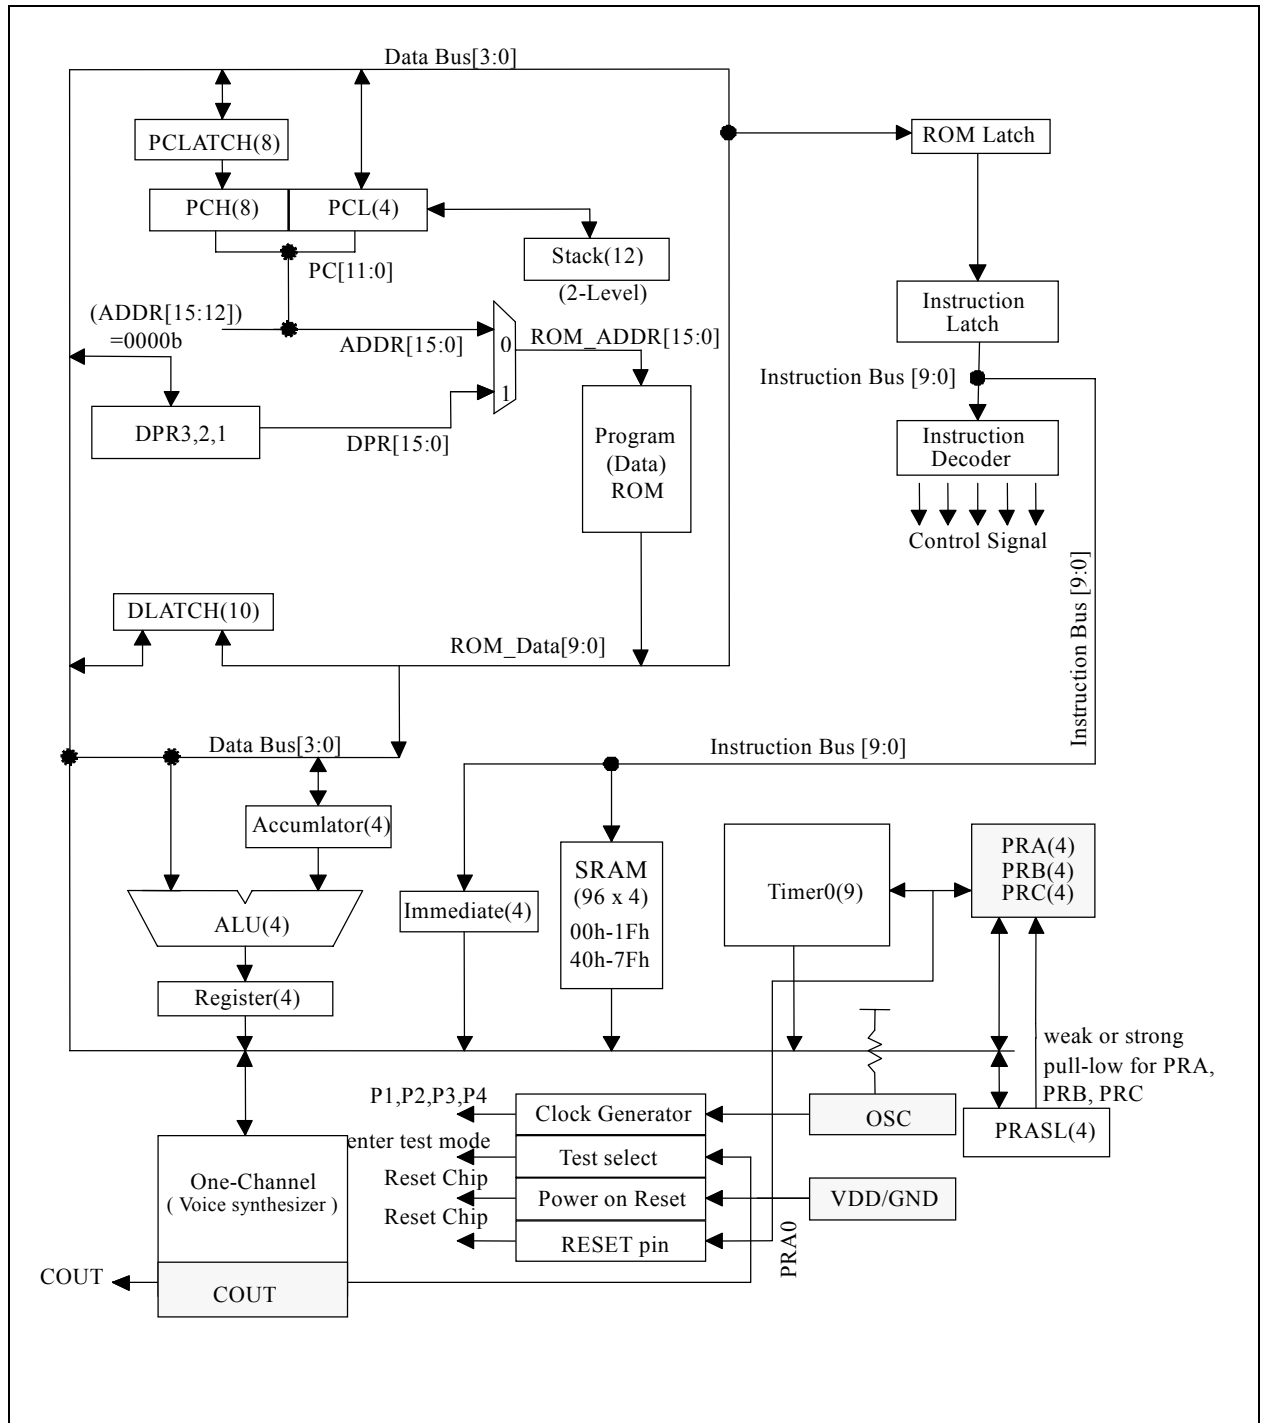 Data Bus[3:0]
PCLATCH(8)
ROM Latch
PCH(8)
PCL(4)
Stack(12)
(2-Level)
PC[11:0]
(ADDR[15:12])
=0000b
ADDR[15:0]
0
1
ROM_ADDR[15:0]
Instruction
Latch
Instruction Bus [9:0]
DPR3,2,1
DPR[15:0]
Program
(Data)
ROM
Instruction
Decoder
Control Signal
Instruction Bus [9:0]
DLATCH(10)
ROM_Data[9:0]
Data Bus[3:0]
Instruction Bus [9:0]
Accumlator(4)
ALU(4)
Register(4)
Immediate(4)
SRAM
(96 x 4)
00h-1Fh
40h-7Fh
Timer0(9)
PRA(4)
PRB(4)
PRC(4)
weak or strong
pull-low for PRA,
PRB, PRC
PRASL(4)
P1,P2,P3,P4
Clock Generator
OSC
enter test mode
Test select
Reset Chip
Power on Reset
VDD/GND
Reset Chip
RESET pin
PRA0
One-Channel
( Voice synthesizer )
COUT
COUT